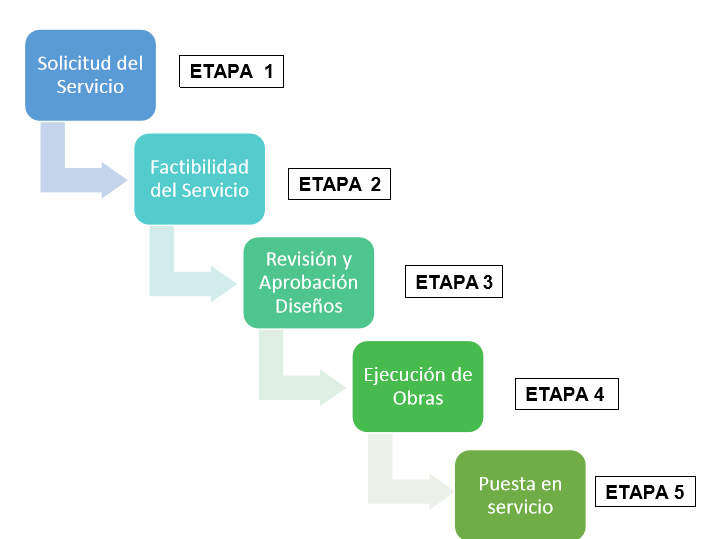 Solicitud del
Servicio
ETAPA 1
Factibilidad
del Servicio
ETAPA 2
Revisión y
Aprobación
Diseños
ETAPA 3
Ejecución de
Obras
ETAPA 4
Puesta en
servicio
ETAPA 5